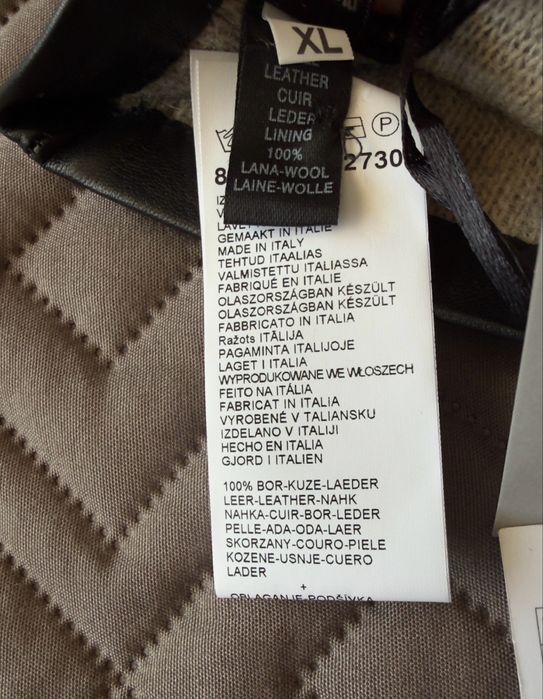 XL
LEATHER
CUIR
LEDER
LINING
100%
LANA-WOOL
LAINE-WOLLE
P
8
2730
GEMAAKT IN ITALIE
MADE IN ITALY
TEHTUD ITAALIAS
VALMISTETTU ITALIASSA
FABRIQUÉ EN ITALIE
OLASZORSZÁGBAN KÉSZÜLT
OLASZORSZÁGBAN KÉSZÜLT
FABBRICATO IN ITALIA
Ražots ITĀLIJA
PAGAMINTA ITALIJOJE
LAGET I ITALIA
WYPRODUKOWANE WE WŁOSZECH
FEITO NA ITÁLIA
FABRICAT IN ITALIA
VYROBENÉ V TALIANSKU
IZDELANO V ITALIJI
HECHO EN ITALIA
GJORD I ITALIEN
100% BOR-KUZE-LAEDER
LEER-LEATHER-NAHK
NAHKA-CUIR-BOR-LEDER
PELLE-ADA-ODA-LAER
SKORZANY-COURO-PIELE
KOZENE-USNJE-CUERO
LADER
+
OBLAGANJE-PODŠÍVKA